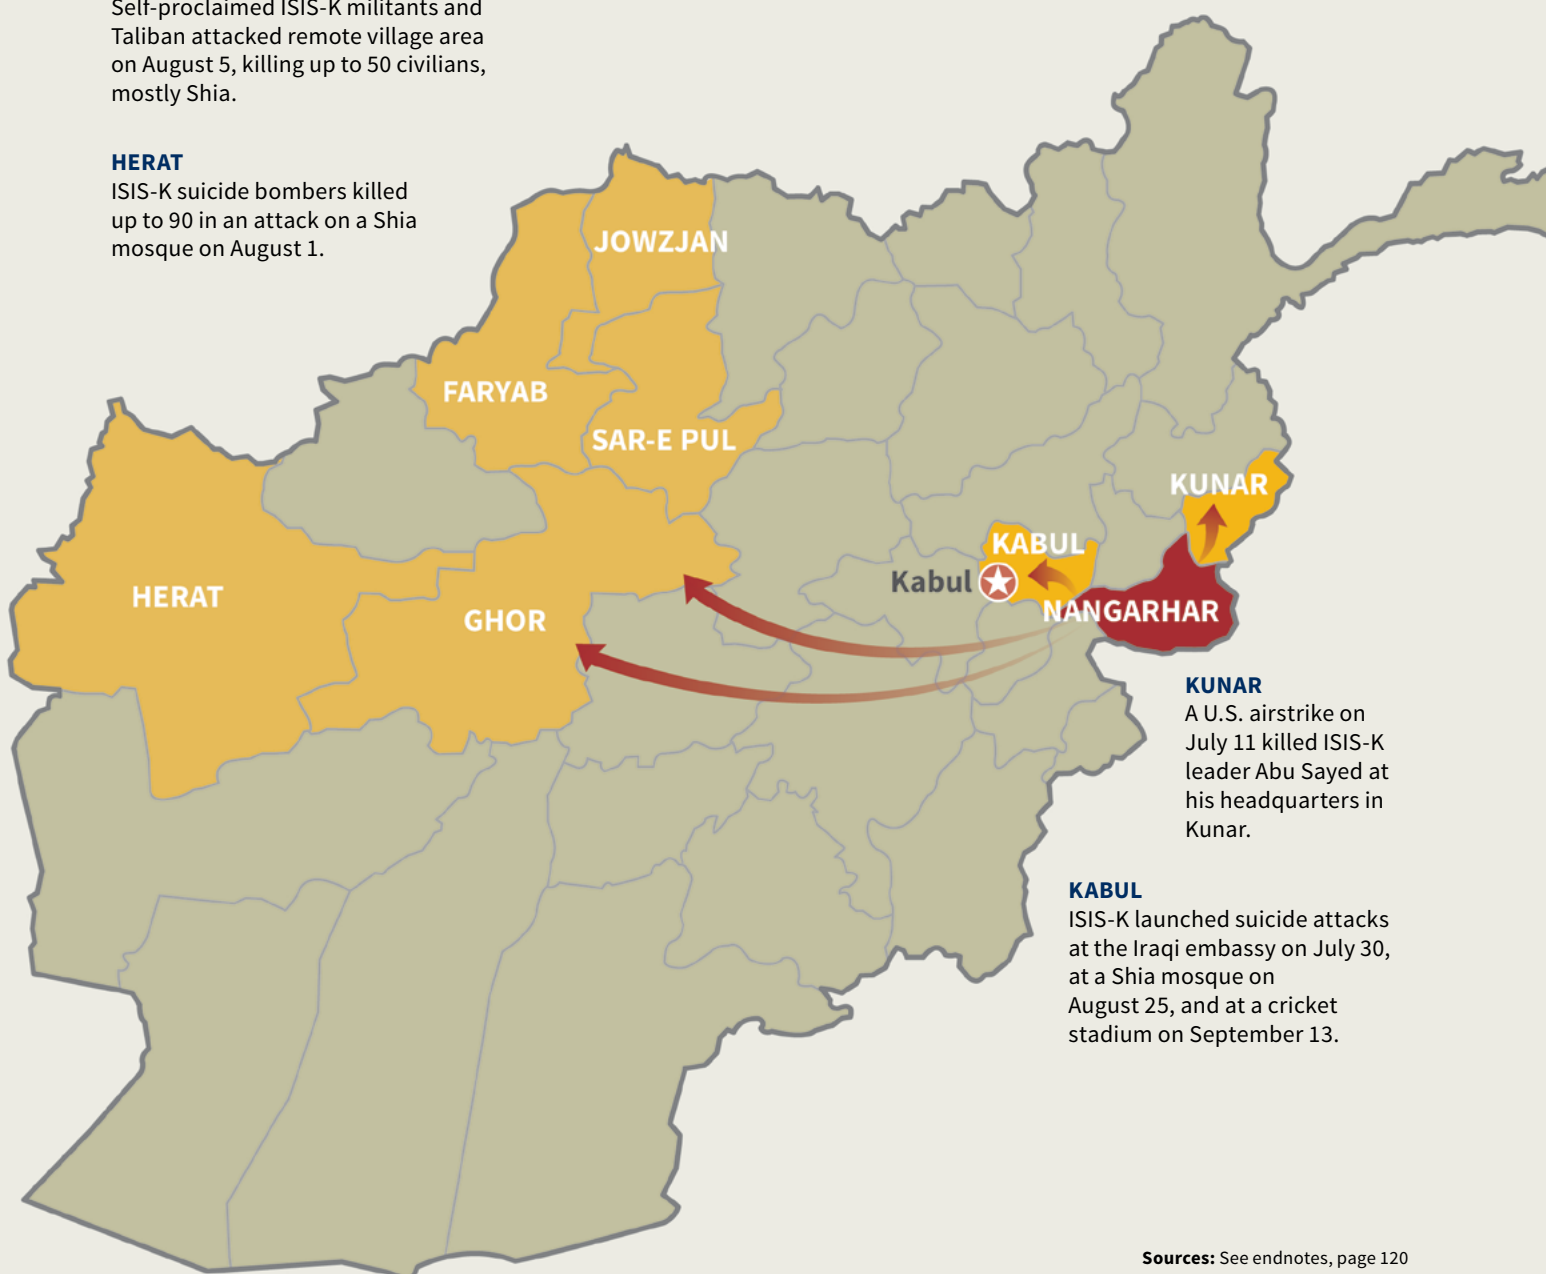 Self-proclaimed ISIS-K militants and
Taliban attacked remote village area
on August 5, killing up to 50 civilians,
mostly Shia.
HERAT
ISIS-K suicide bombers killed
up to 90 in an attack on a Shia
mosque on August 1.
JOWZJAN
FARYAB
SAR-E PUL
KUNAR
KABUL
Kabul
HERAT
NANGARHAR
GHOR
KUNAR
A U.S. airstrike on
July 11 killed ISIS-K
leader Abu Sayed at
his headquarters in
Kunar.
KABUL
ISIS-K launched suicide attacks
at the Iraqi embassy on July 30,
at a Shia mosque on
August 25, and at a cricket
stadium on September 13.
Sources: See endnotes, page 120